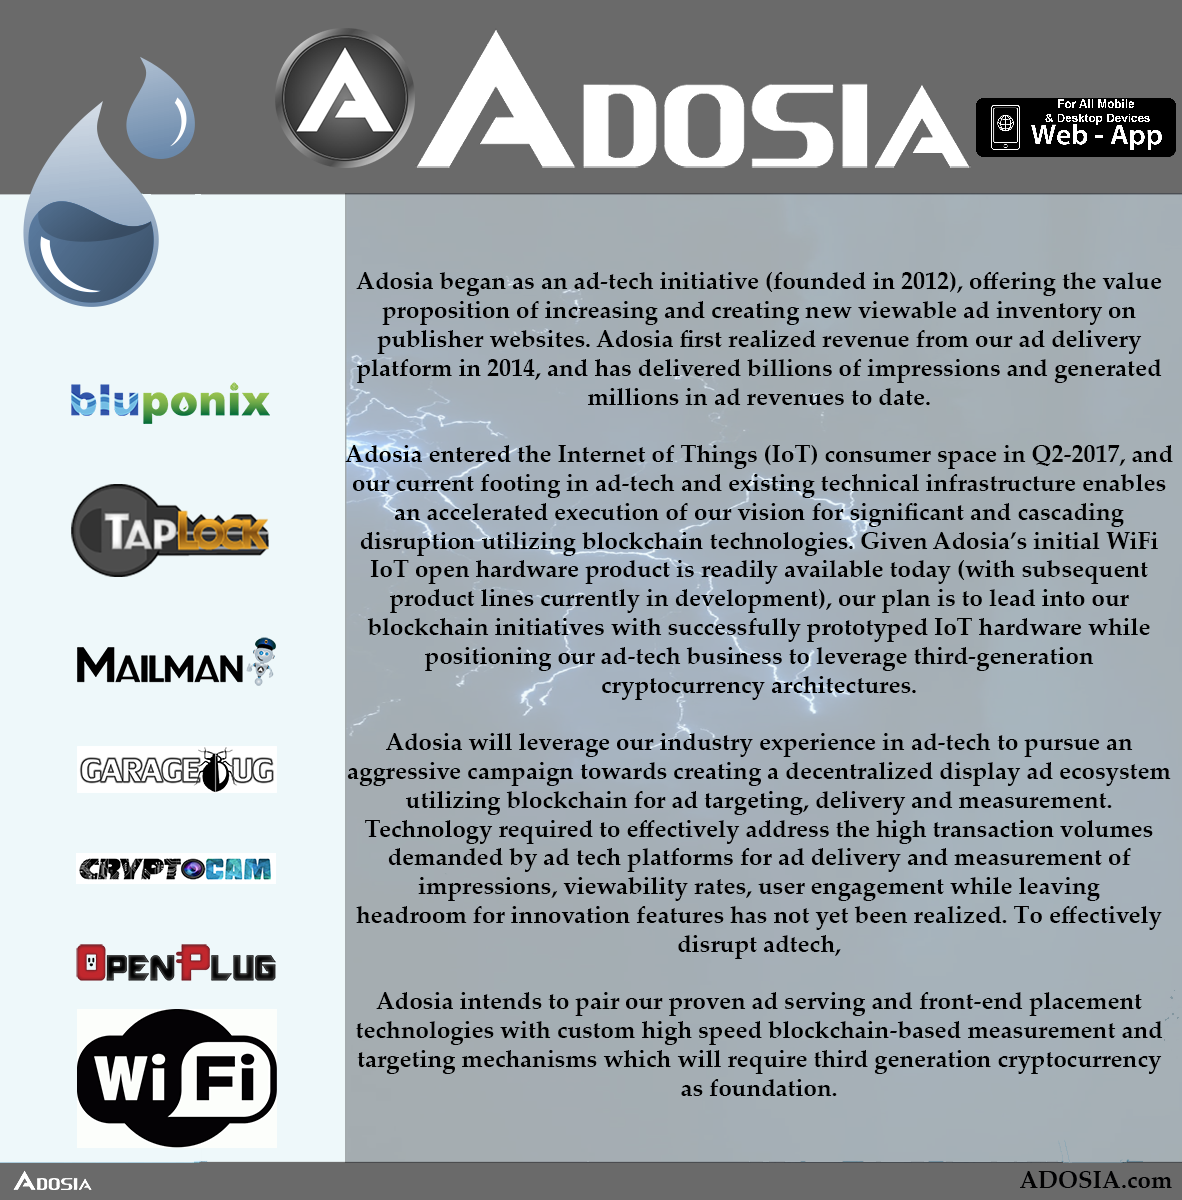 A ADOSIA
For All Mobile
& Desktop Devices
Web - App
bluponix
TAPLOCK
MAILMAN
GARAGE UG
CRYPTOCAM
OPENPLUG
WiFi
Adosia began as an ad-tech initiative (founded in 2012), offering the value
proposition of increasing and creating new viewable ad inventory on
publisher websites. Adosia first realized revenue from our ad delivery
platform in 2014, and has delivered billions of impressions and generated
millions in ad revenues to date.
Adosia entered the Internet of Things (IoT) consumer space in Q2-2017, and
our current footing in ad-tech and existing technical infrastructure enables
an accelerated execution of our vision for significant and cascading
disruption utilizing blockchain technologies. Given Adosia’s initial WiFi
IoT open hardware product is readily available today (with subsequent
product lines currently in development), our plan is to lead into our
blockchain initiatives with successfully prototyped IoT hardware while
positioning our ad-tech business to leverage third-generation
cryptocurrency architectures.
Adosia will leverage our industry experience in ad-tech to pursue an
aggressive campaign towards creating a decentralized display ad ecosystem
utilizing blockchain for ad targeting, delivery and measurement.
Technology required to effectively address the high transaction volumes
demanded by ad tech platforms for ad delivery and measurement of
impressions, viewability rates, user engagement while leaving
headroom for innovation features has not yet been realized. To effectively
disrupt adtech,
Adosia intends to pair our proven ad serving and front-end placement
technologies with custom high speed blockchain-based measurement and
targeting mechanisms which will require third generation cryptocurrency
as foundation.
ADOSIA
ADOSIA.com